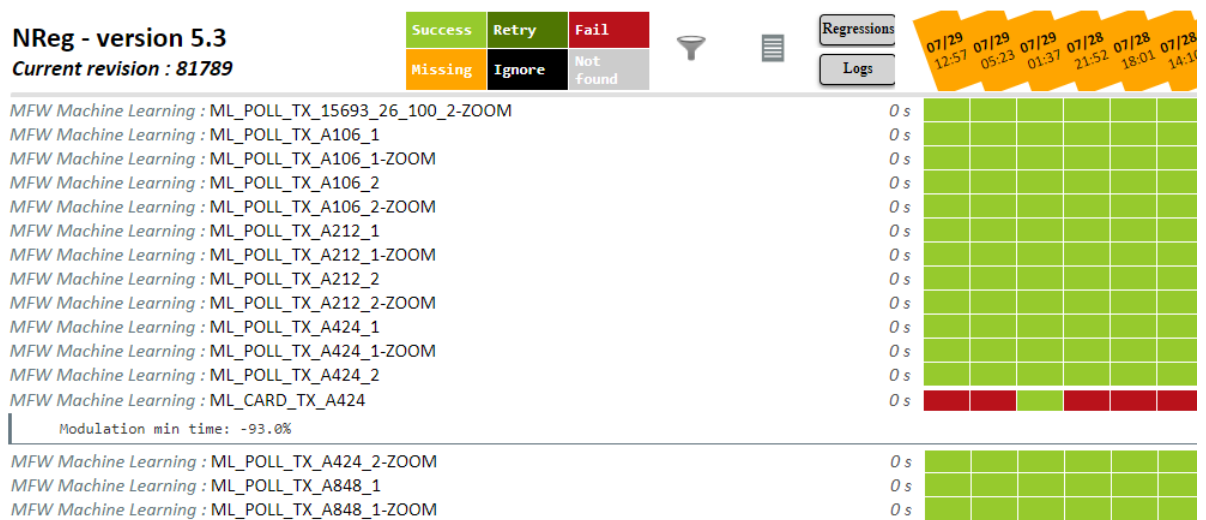 NReg - version 5.3
Current revision : 81789
Success Retry Fail
Missing Ignore Not found
Regressions
Logs
07/29 12:57
07/29 05:23
07/29 01:37
07/28 21:52
07/28 18:01
07/28 14:10
MFW Machine Learning : ML_POLL_TX_15693_26_100_2-ZOOM 0 s
MFW Machine Learning : ML_POLL_TX_A106_1 0 s
MFW Machine Learning : ML_POLL_TX_A106_1-ZOOM 0 s
MFW Machine Learning : ML_POLL_TX_A106_2 0 s
MFW Machine Learning : ML_POLL_TX_A106_2-ZOOM 0 s
MFW Machine Learning : ML_POLL_TX_A212_1 0 s
MFW Machine Learning : ML_POLL_TX_A212_1-ZOOM 0 s
MFW Machine Learning : ML_POLL_TX_A212_2 0 s
MFW Machine Learning : ML_POLL_TX_A212_2-ZOOM 0 s
MFW Machine Learning : ML_POLL_TX_A424_1 0 s
MFW Machine Learning : ML_POLL_TX_A424_1-ZOOM 0 s
MFW Machine Learning : ML_POLL_TX_A424_2 0 s
MFW Machine Learning : ML_CARD_TX_A424 0 s
Modulation min time: -93.0%
MFW Machine Learning : ML_POLL_TX_A424_2-ZOOM 0 s
MFW Machine Learning : ML_POLL_TX_A848_1 0 s
MFW Machine Learning : ML_POLL_TX_A848_1-ZOOM 0 s